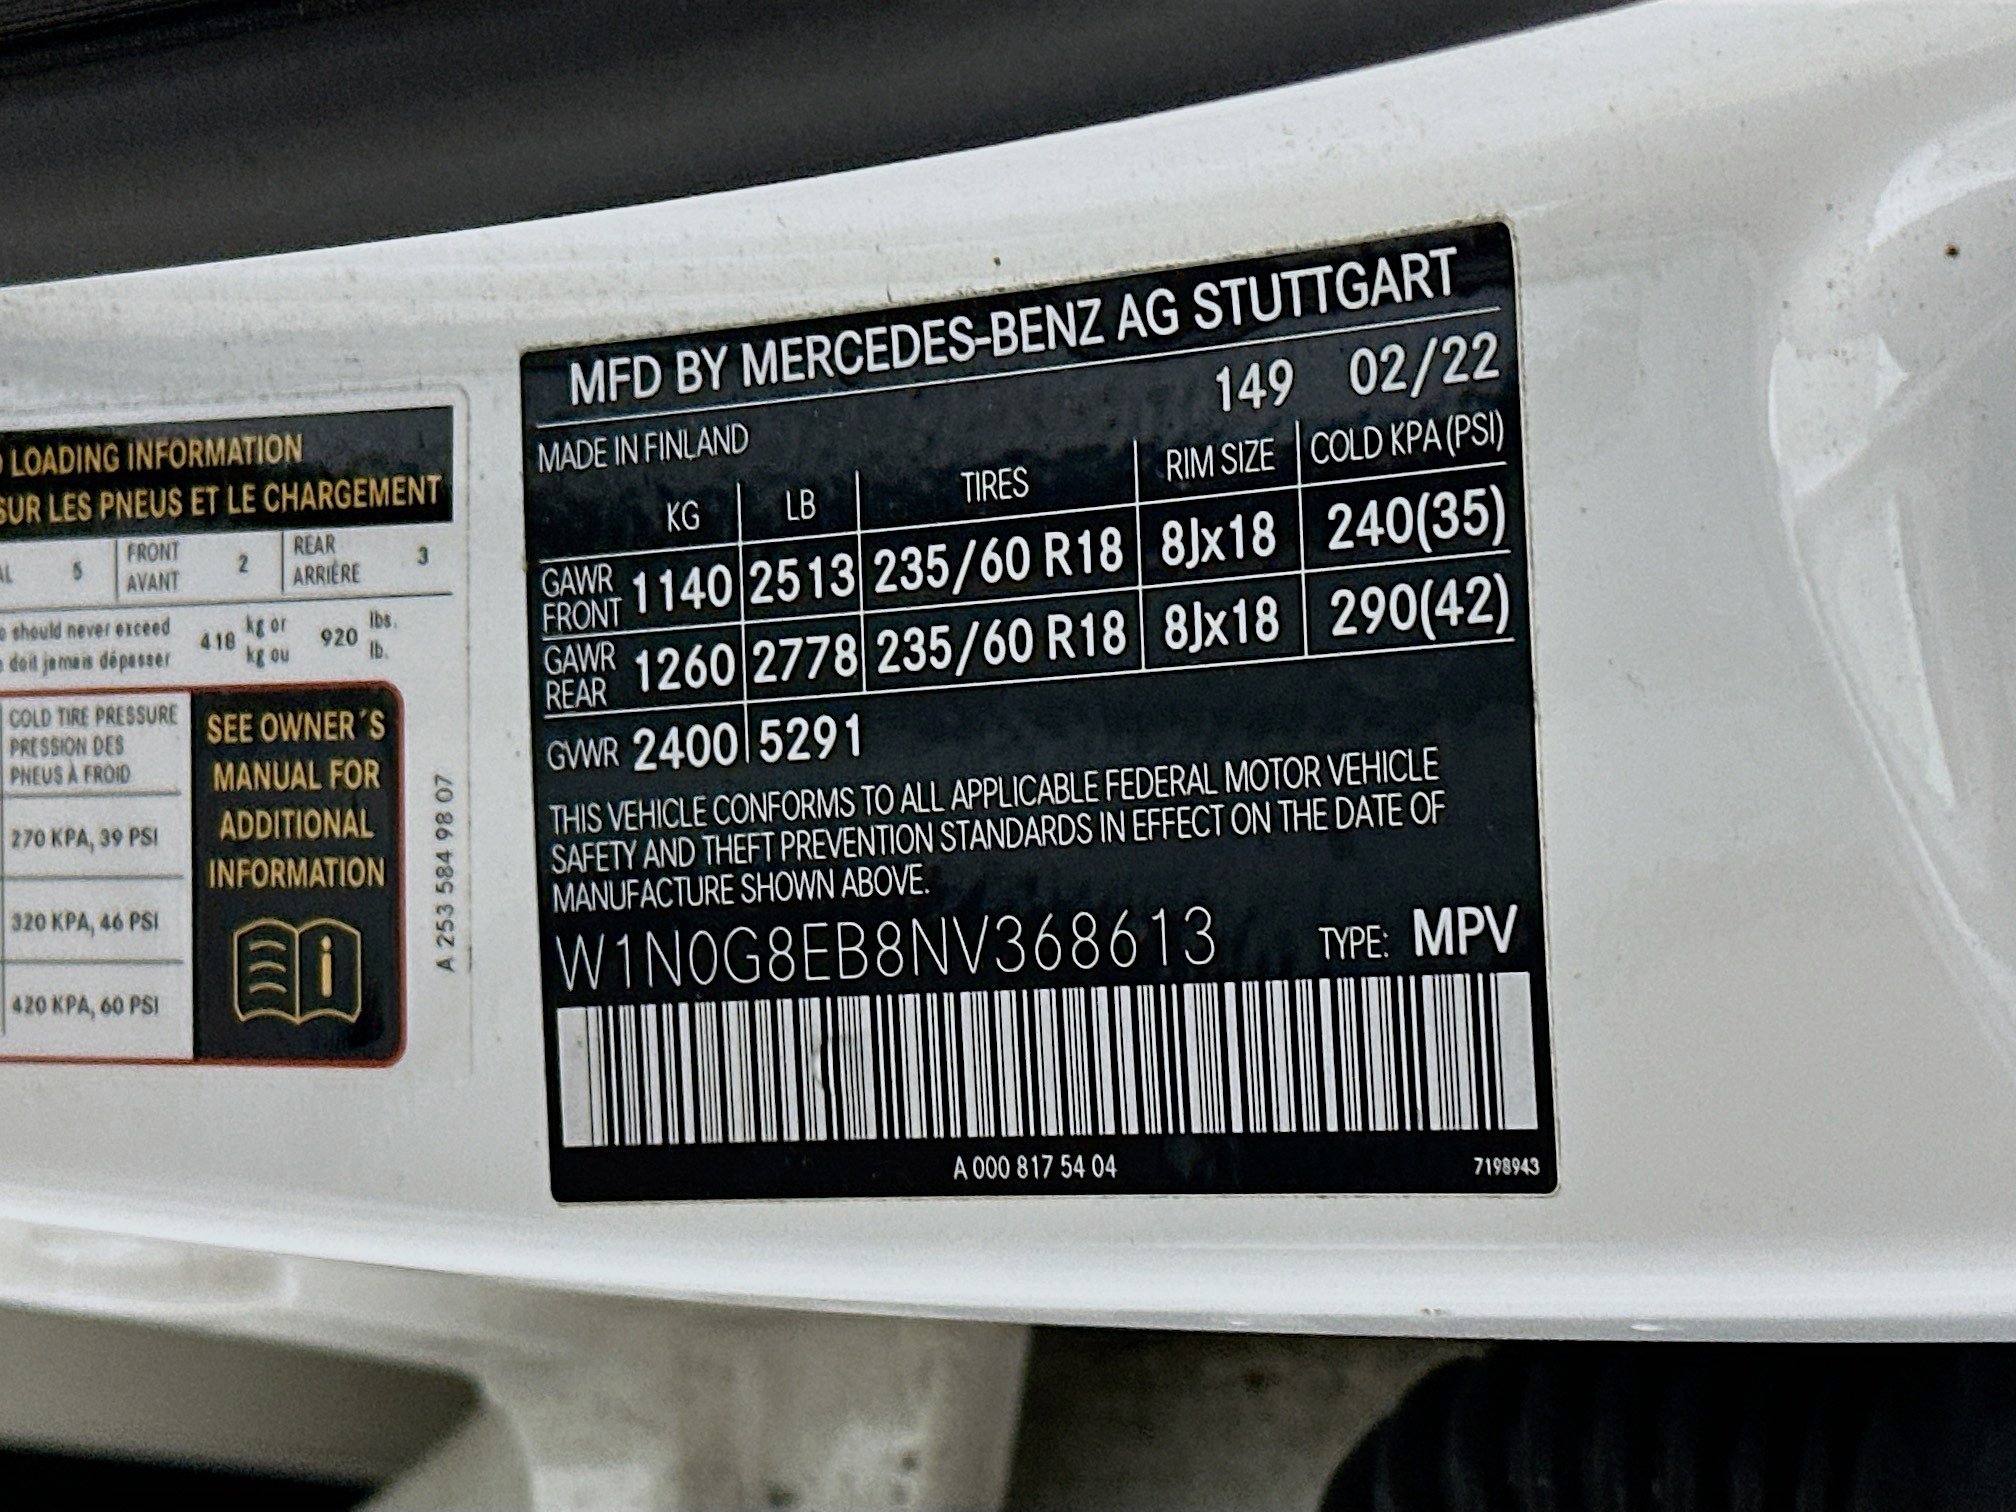 LOADING INFORMATION
SUR LES PNEUS ET LE CHARGEMENT
5 FRONT AVANT 2 REAR ARRIÈRE 3
should never exceed
doit jamais dépasser
418 kg or kg ou 920 lbs. lb.
COLD TIRE PRESSURE
PRESSION DES
PNEUS À FROID
270 KPA, 39 PSI
320 KPA, 46 PSI
420 KPA, 60 PSI
SEE OWNER´S
MANUAL FOR
ADDITIONAL
INFORMATION
A 253 584 98 07
MFD BY MERCEDES-BENZ AG STUTTGART
149 02/22
MADE IN FINLAND
KG LB TIRES RIM SIZE COLD KPA (PSI)
GAWR FRONT 1140 2513 235/60 R18 8Jx18 240(35)
GAWR REAR 1260 2778 235/60 R18 8Jx18 290(42)
GVWR 2400 5291
THIS VEHICLE CONFORMS TO ALL APPLICABLE FEDERAL MOTOR VEHICLE
SAFETY AND THEFT PREVENTION STANDARDS IN EFFECT ON THE DATE OF
MANUFACTURE SHOWN ABOVE.
W1N0G8EB8NV368613 TYPE: MPV
A 000 817 54 04 7198943